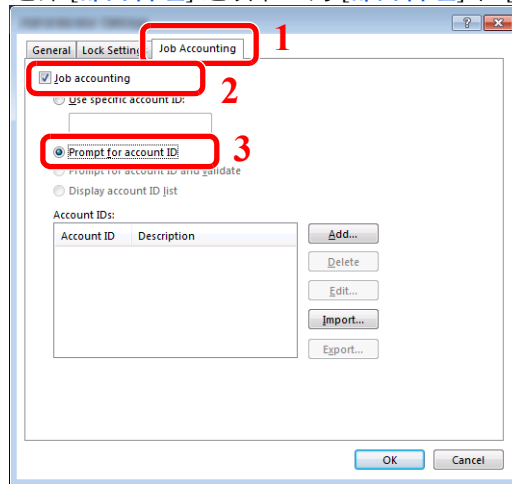 General Lock Setting Job Accounting 1
Job accounting 2
Use specific account ID:
Prompt for account ID 3
Prompt for account ID and validate
Display account ID list
Account IDs:
Account ID Description
Add...
Delete
Edit...
Import...
Export...
OK Cancel